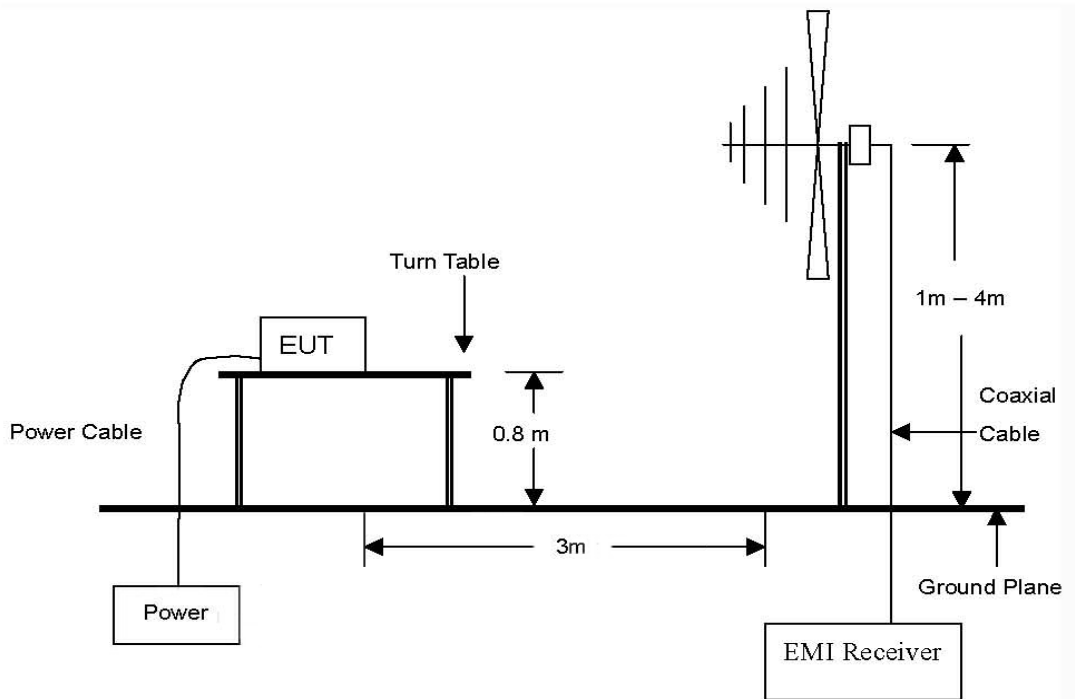 Turn Table
1m – 4m
EUT
Coaxial
Cable
Power Cable
0.8 m
3m
Ground Plane
Power
EMI Receiver